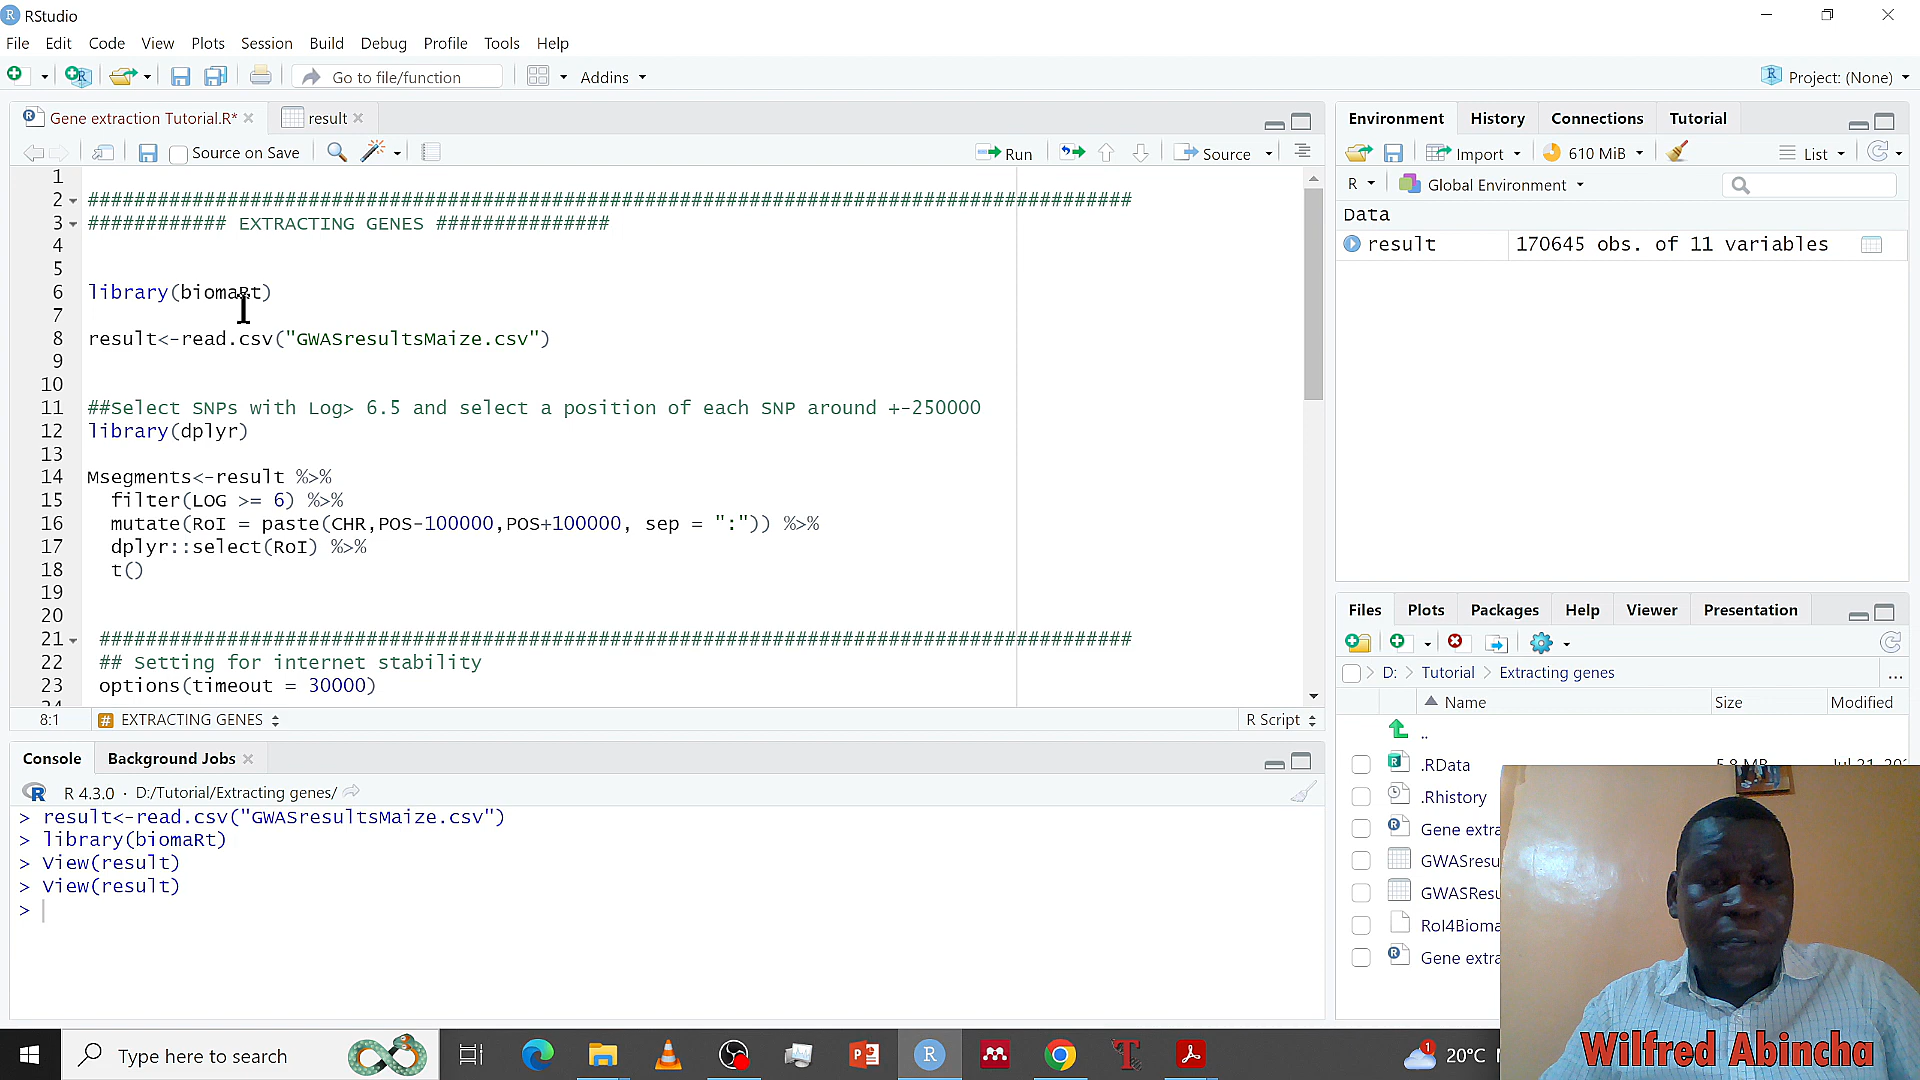 RStudio
File Edit Code View Plots Session Build Debug Profile Tools Help
Go to file/function Addins Project: (None)
Gene extraction Tutorial.R* result
Source on Save Run Source
1
2 ##########################################################################################
3 ############ EXTRACTING GENES ###############
4
5
6 library(biomaRt)
7
8 result<-read.csv("GWASresultsMaize.csv")
9
10
11 ##Select SNPs with Log> 6.5 and select a position of each SNP around +-250000
12 library(dplyr)
13
14 Msegments<-result %>%
15 filter(LOG >= 6) %>%
16 mutate(RoI = paste(CHR,POS-100000,POS+100000, sep = ":")) %>%
17 dplyr::select(RoI) %>%
18 t()
19
20
21 #########################################################################################
22 ## Setting for internet stability
23 options(timeout = 30000)
8:1 EXTRACTING GENES R Script
Console Background Jobs
R 4.3.0 · D:/Tutorial/Extracting genes/
> result<-read.csv("GWASresultsMaize.csv")
> library(biomaRt)
> View(result)
> View(result)
>
Environment History Connections Tutorial
Import 610 MiB List
R Global Environment
Data
result 170645 obs. of 11 variables
Files Plots Packages Help Viewer Presentation
D: Tutorial Extracting genes ...
Name Size Modified
..
.RData 5.8 MB
.Rhistory
Gene extra
GWASresu
GWASResu
RoI4Bioma
Gene extra
Type here to search
1 20°C
Wilfred Abincha